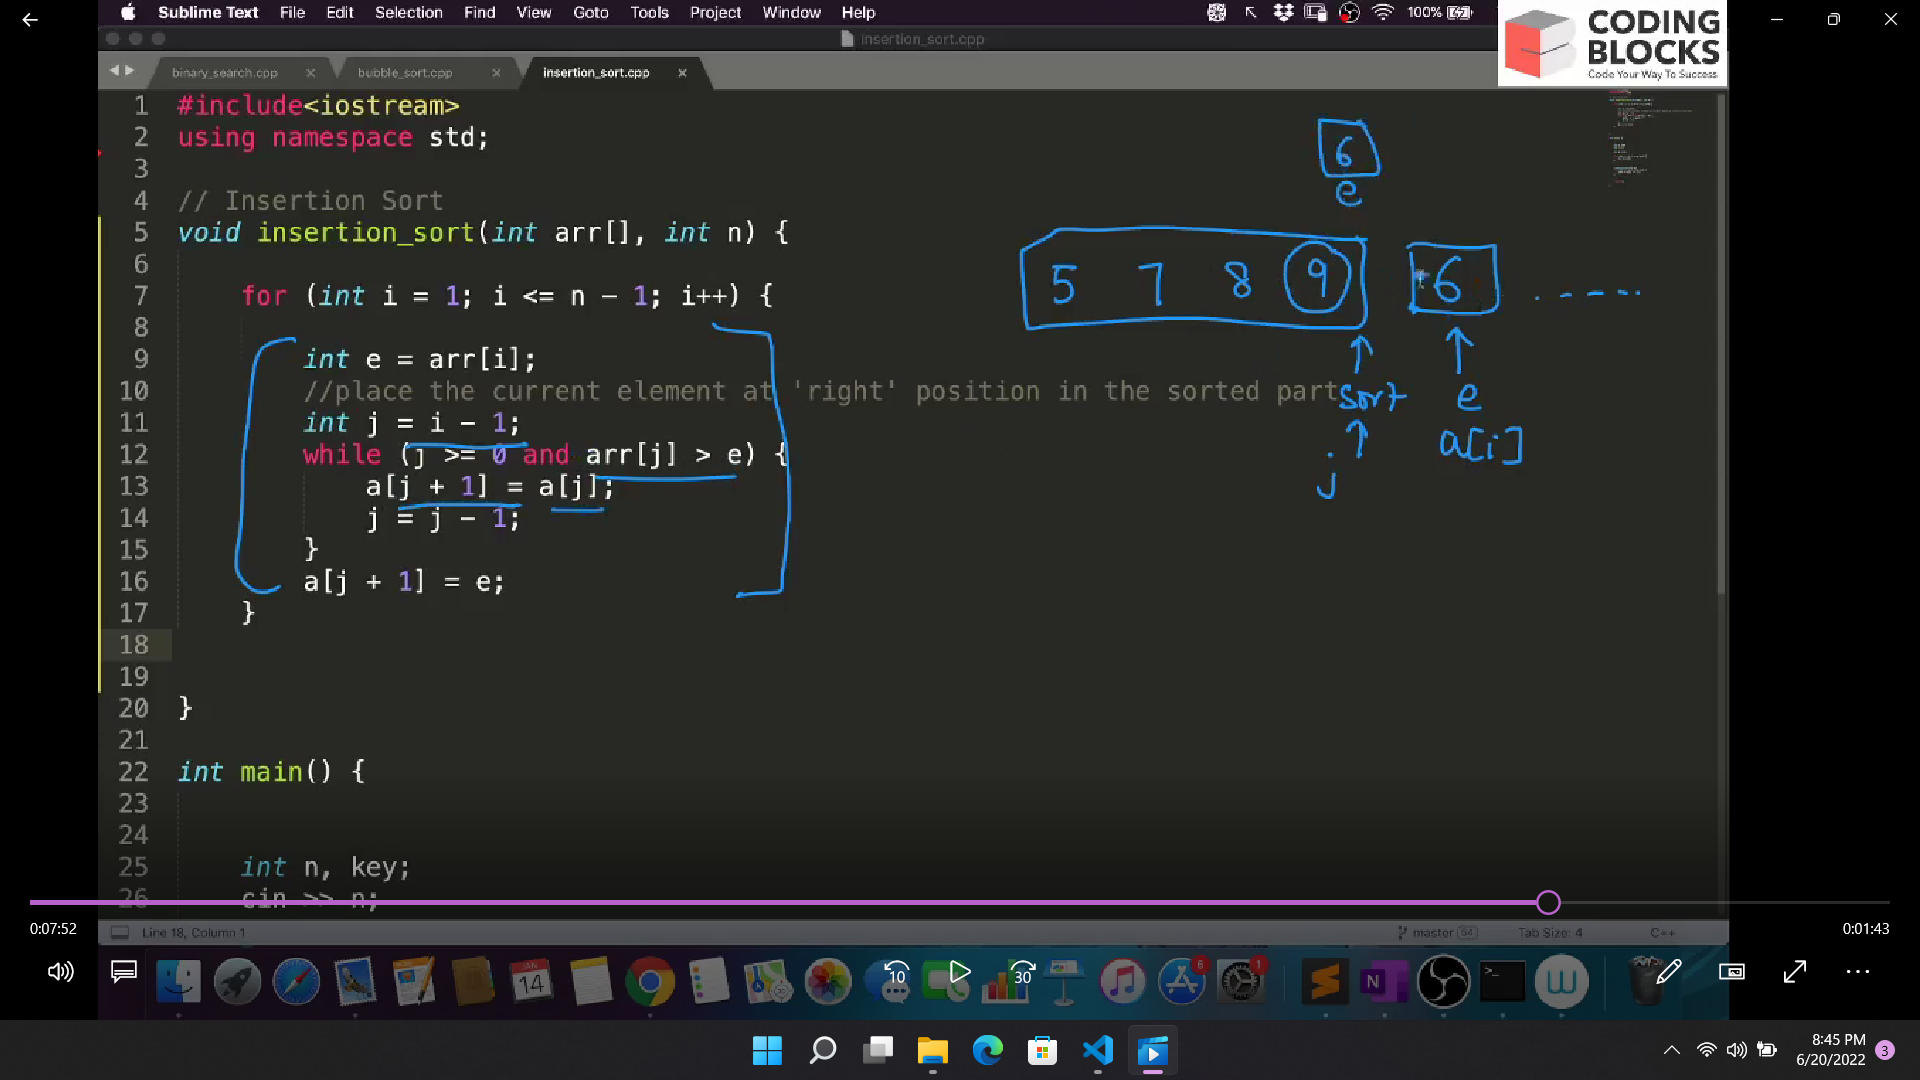 Sublime Text File Edit Selection Find View Goto Tools Project Window Help 100%
CODING
BLOCKS
Code Your Way To Success
insertion_sort.cpp
binary_search.cpp bubble_sort.cpp insertion_sort.cpp
1 #include<iostream>
2 using namespace std;
3
4 // Insertion Sort
5 void insertion_sort(int arr[], int n) {
6
7 for (int i = 1; i <= n - 1; i++) {
8
9 int e = arr[i];
10 //place the current element at 'right' position in the sorted part
11 int j = i - 1;
12 while (j >= 0 and arr[j] > e) {
13 a[j + 1] = a[j];
14 j = j - 1;
15 }
16 a[j + 1] = e;
17 }
18
19
20 }
21
22 int main() {
23
24
25 int n, key;
26 cin >> n;
6
e
5 7 8 9 6 . - - - - .
sort e
j a[i]
0:07:52
0:01:43
Line 18, Column 1 master 64 Tab Size: 4 C++
JAN
14
6
1
10 30
8:45 PM
6/20/2022
3